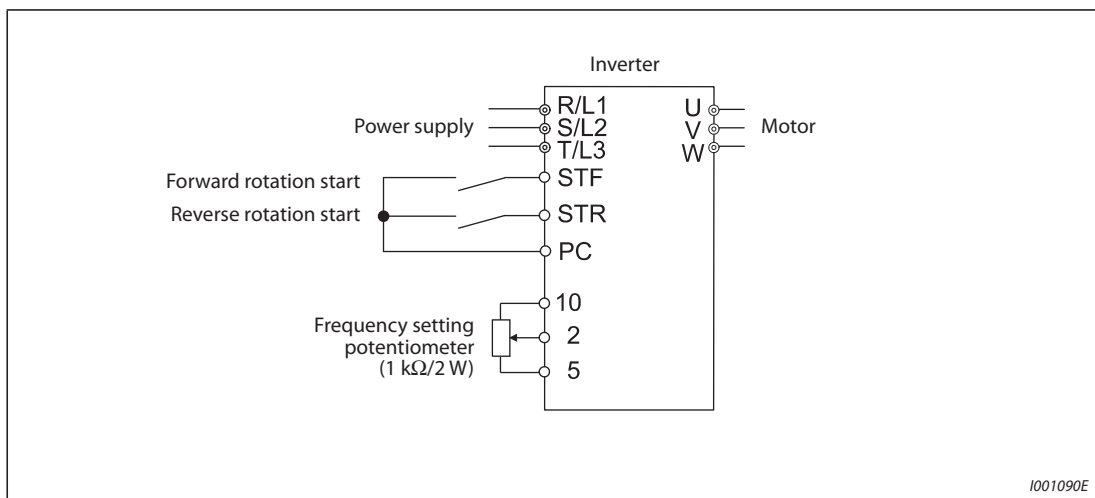 Inverter
R/L1
U
Power supply
S/L2
V
Motor
T/L3
W
Forward rotation start
STF
Reverse rotation start
STR
PC
10
Frequency setting
potentiometer
(1 kΩ/2 W)
2
5
I001090E